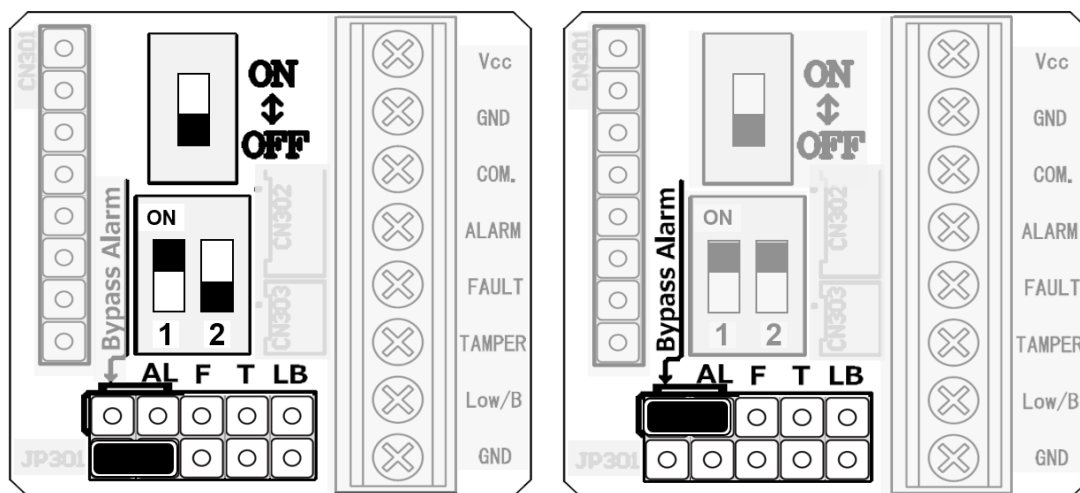 CN301
ON
OFF
Bypass Alarm
ON
1 2
CN302
CN303
AL F T LB
JP301
Vcc
GND
COM.
ALARM
FAULT
TAMPER
Low/B
GND
CN301
ON
OFF
Bypass Alarm
ON
1 2
CN302
CN303
AL F T LB
JP301
Vcc
GND
COM.
ALARM
FAULT
TAMPER
Low/B
GND